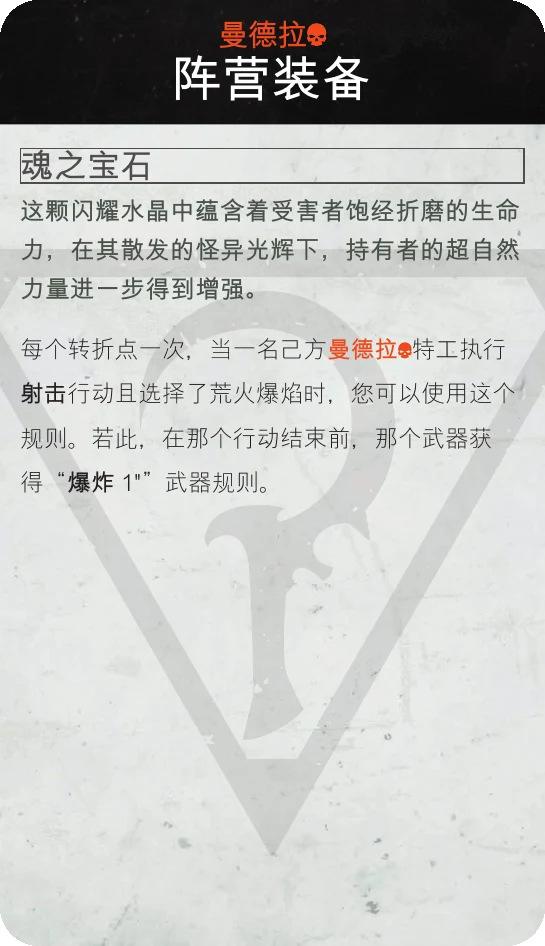 曼德拉
阵营装备
魂之宝石
这颗闪耀水晶中蕴含着受害者饱经折磨的生命
力，在其散发的怪异光辉下，持有者的超自然
力量进一步得到增强。
每个转折点一次，当一名己方曼德拉特工执行
射击行动且选择了荒火爆焰时，您可以使用这个
规则。若此，在那个行动结束前，那个武器获
得“爆炸 1"”武器规则。